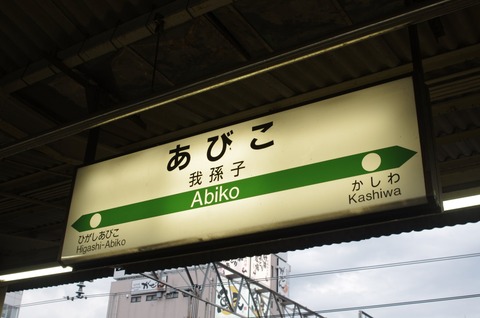 あびこ
我孫子
Abiko
ひがしあびこ
Higashi-Abiko
かしわ
Kashiwa